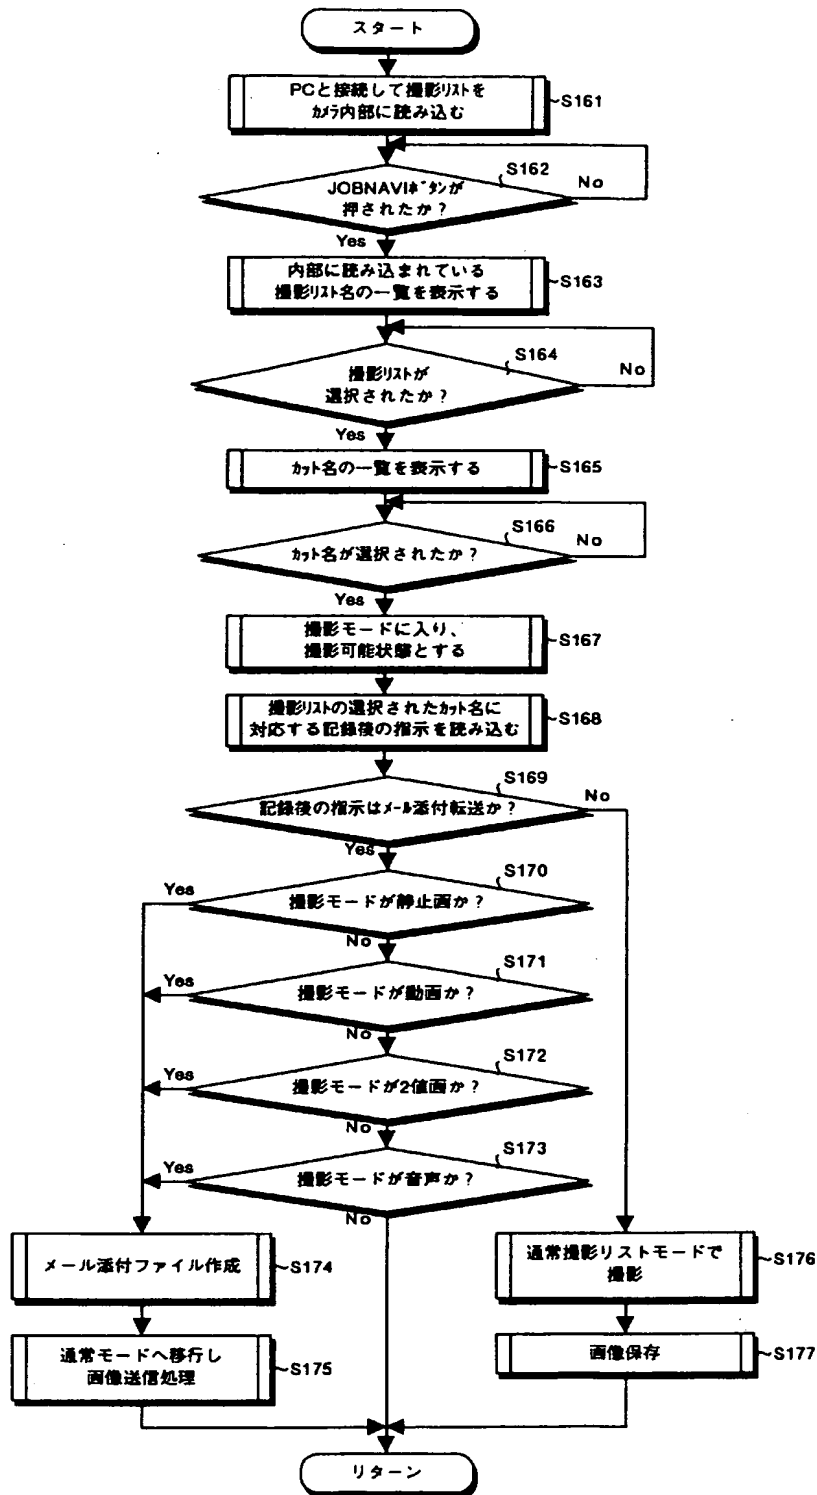 スタート
PCと接続して撮影リストを
カメラ内部に読み込む
S161
S162
JOBNAVIボタンが
押されたか？
No
Yes
内部に読み込まれている
撮影リスト名の一覧を表示する
S163
S164
撮影リストが
選択されたか？
No
Yes
カット名の一覧を表示する
S165
S166
カット名が選択されたか？
No
Yes
撮影モードに入り、
撮影可能状態とする
S167
撮影リストの選択されたカット名に
対応する記録後の指示を読み込む
S168
S169
記録後の指示はメール添付転送か？
No
Yes
S170
Yes
撮影モードが静止画か？
No
S171
Yes
撮影モードが動画か？
No
S172
Yes
撮影モードが2値画か？
No
S173
Yes
撮影モードが音声か？
No
メール添付ファイル作成
S174
通常撮影リストモードで
撮影
S176
通常モードへ移行し
画像送信処理
S175
画像保存
S177
リターン